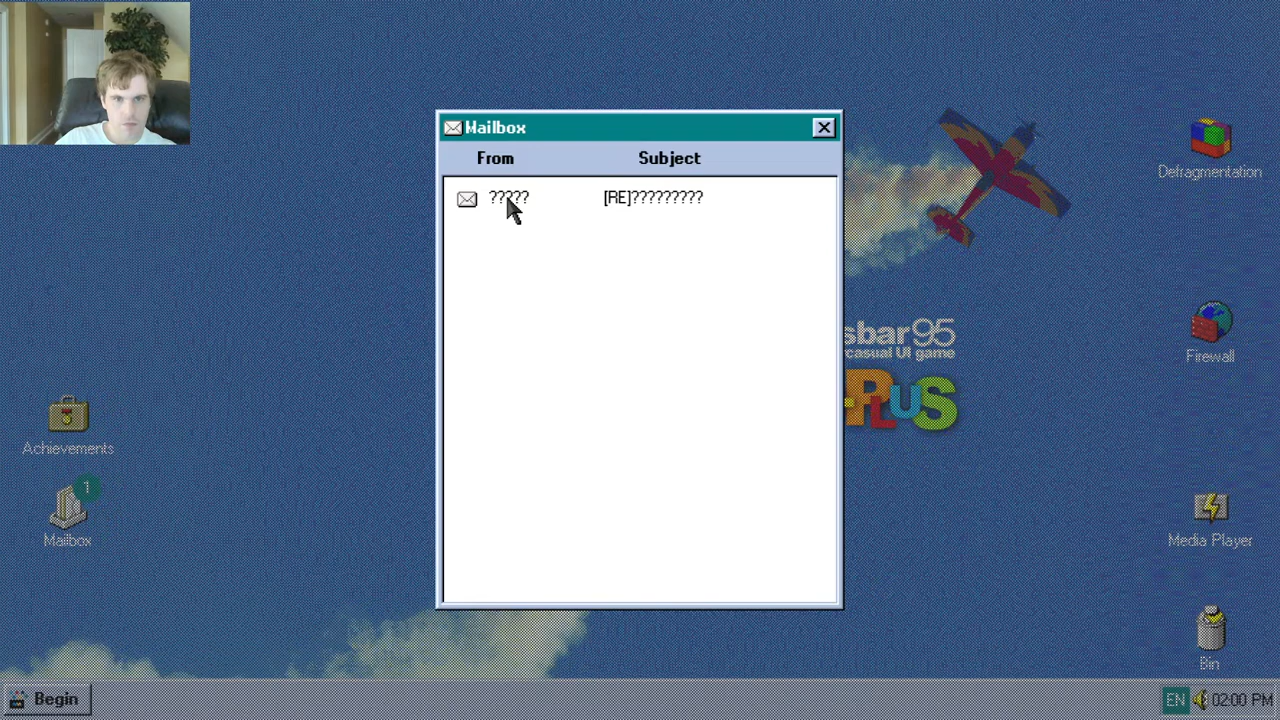 Mailbox
From Subject
????? [RE]?????????
Defragmentation
sbar95
casual UI game
PLUS
Firewall
Achievements
1
Mailbox
Media Player
Bin
Begin
EN 02:00 PM